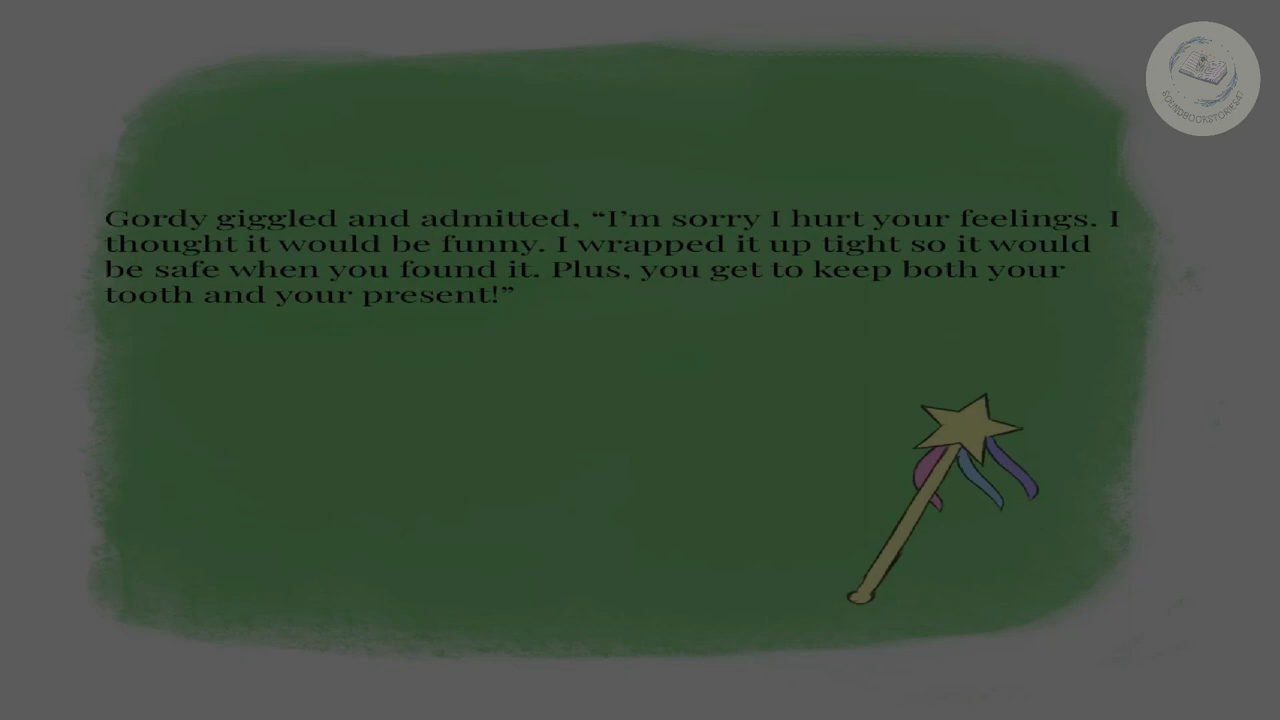 Gordy giggled and admitted, “I’m sorry I hurt your feelings. I
thought it would be funny. I wrapped it up tight so it would
be safe when you found it. Plus, you get to keep both your
tooth and your present!”